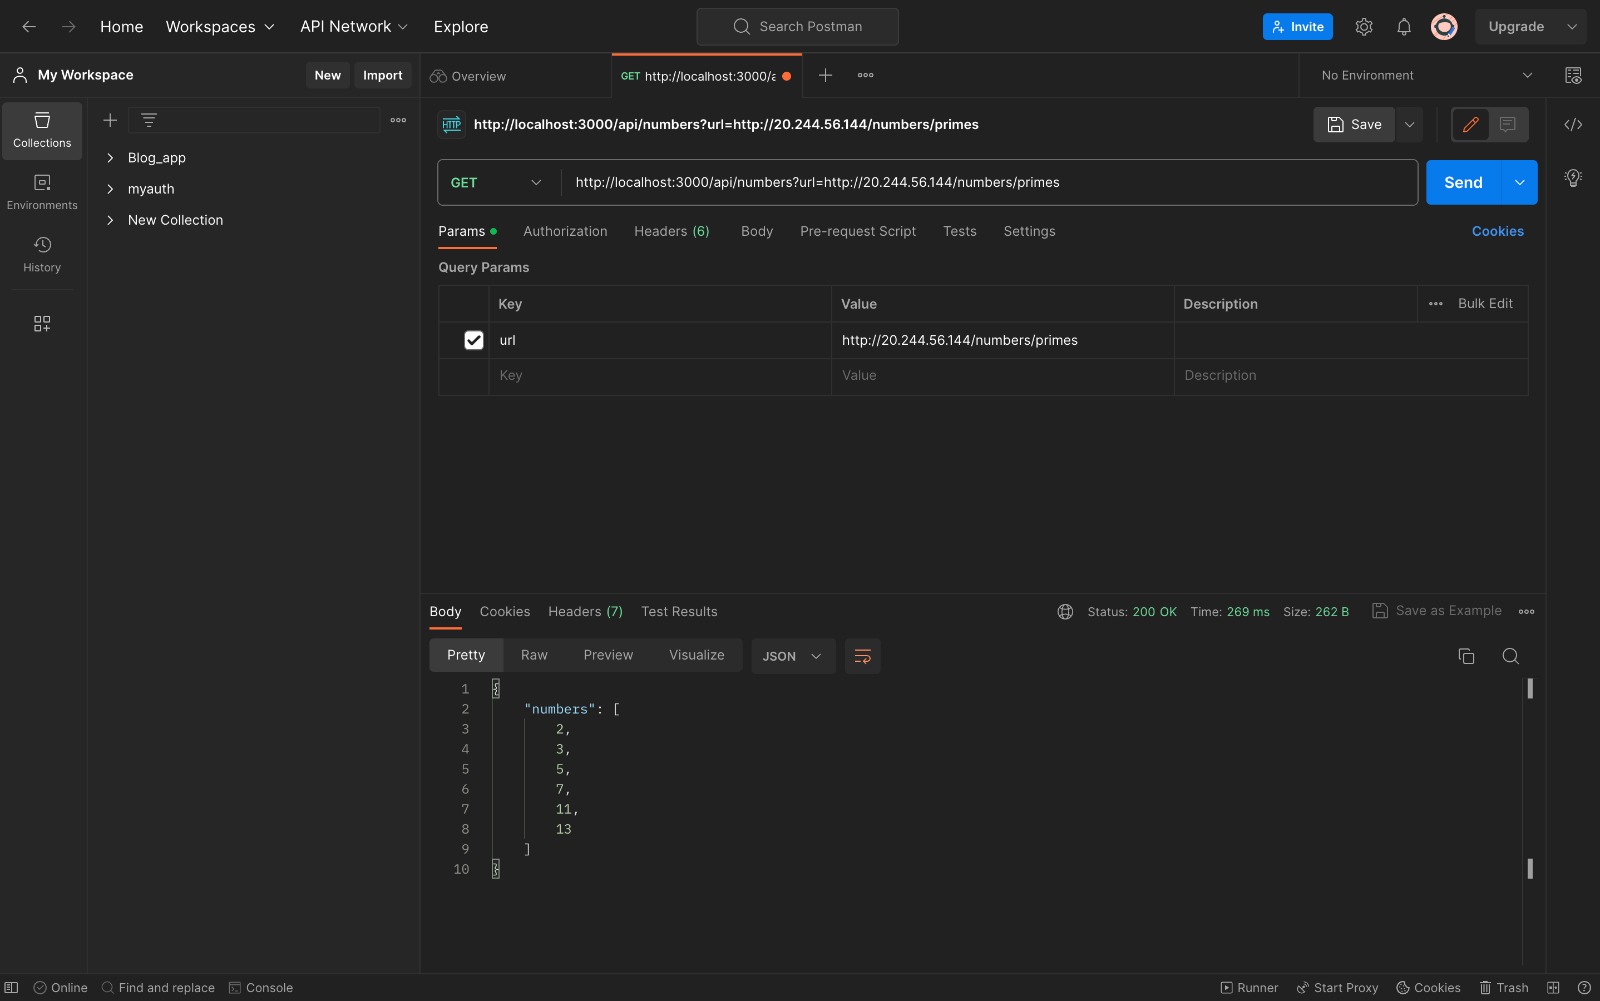 Home Workspaces API Network Explore Search Postman Invite Upgrade
My Workspace New Import Overview GET http://localhost:3000/a No Environment
Collections
Environments
History
Blog_app
myauth
New Collection
HTTP http://localhost:3000/api/numbers?url=http://20.244.56.144/numbers/primes Save
GET http://localhost:3000/api/numbers?url=http://20.244.56.144/numbers/primes Send
Params Authorization Headers (6) Body Pre-request Script Tests Settings Cookies
Query Params
Key Value Description Bulk Edit
url http://20.244.56.144/numbers/primes
Key Value Description
Body Cookies Headers (7) Test Results Status: 200 OK Time: 269 ms Size: 262 B Save as Example
Pretty Raw Preview Visualize JSON
1 {
2 "numbers": [
3 2,
4 3,
5 5,
6 7,
7 11,
8 13
9 ]
10 }
Online Find and replace Console Runner Start Proxy Cookies Trash